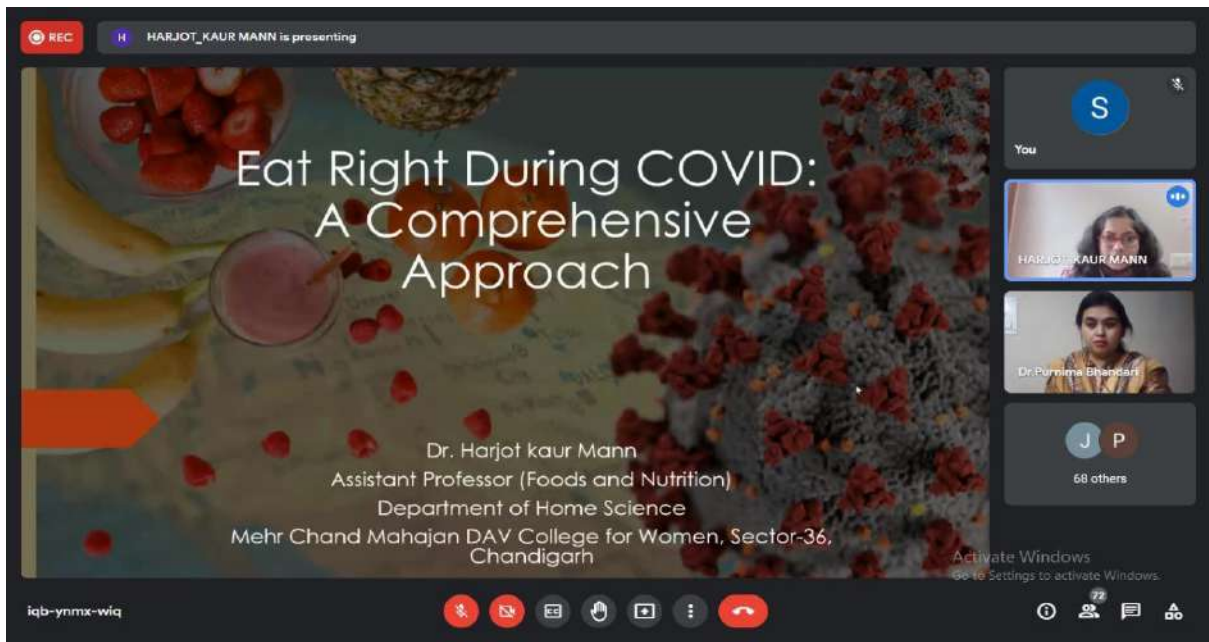 REC
H HARJOT_KAUR MANN is presenting
Eat Right During COVID:
A Comprehensive
Approach
Dr. Harjot kaur Mann
Assistant Professor (Foods and Nutrition)
Department of Home Science
Mehr Chand Mahajan DAV College for Women, Sector-36,
Chandigarh
S
You
HARJOT_KAUR MANN
Dr.Purnima Bhandari
J P
68 others
Activate Windows
Go to Settings to activate Windows.
iqb-ynmx-wiq
CC
72